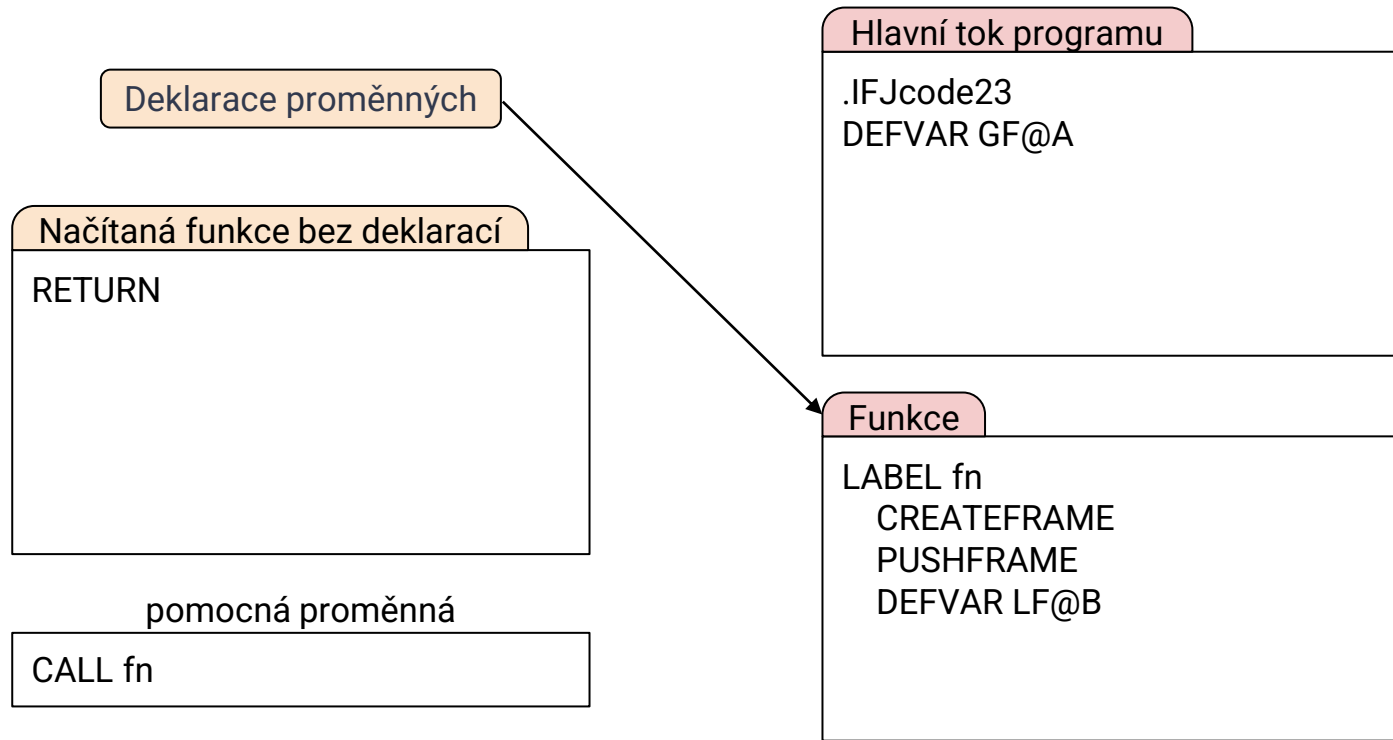 Deklarace proměnných
Načítaná funkce bez deklarací
RETURN
pomocná proměnná
CALL fn
Hlavní tok programu
.IFJcode23
DEFVAR GF@A
Funkce
LABEL fn
CREATEFRAME
PUSHFRAME
DEFVAR LF@B